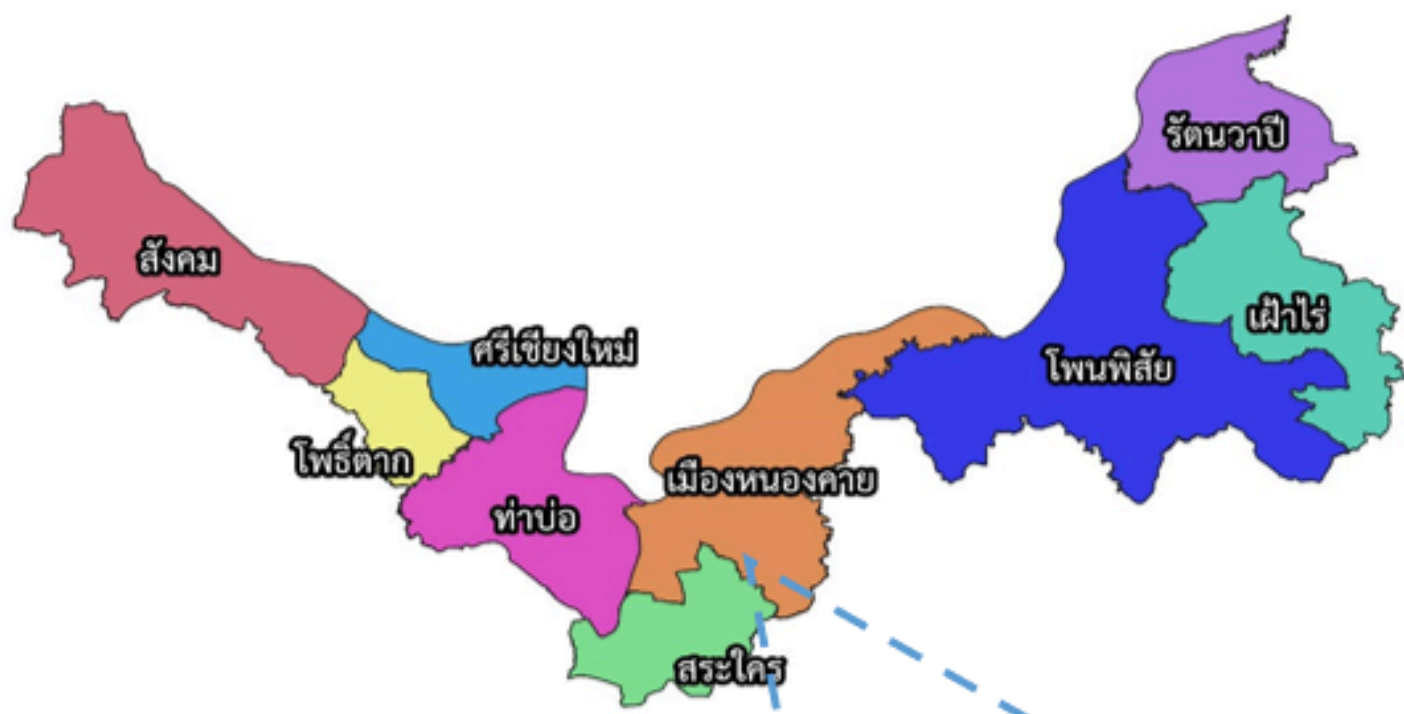 รัตนวาปี
สังคม
เฝ้าไร่
ศรีเชียงใหม่
โพนพิสัย
โพธิ์ตาก
เมืองหนองคาย
ท่าบ่อ
สระใคร